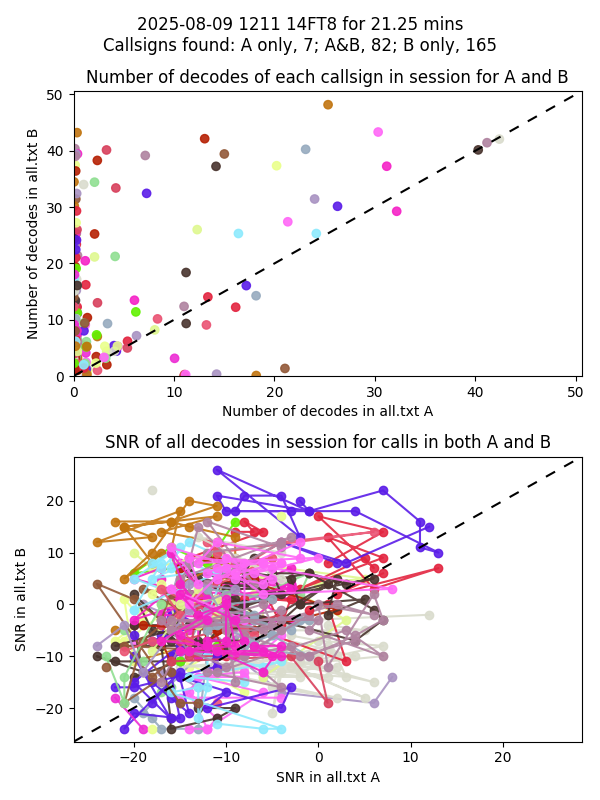 2025-08-09 1211 14FT8 for 21.25 mins
Callsigns found: A only, 7; A&B, 82; B only, 165
Number of decodes of each callsign in session for A and B
50
40
30
20
10
0
Number of decodes in all.txt B
0 10 20 30 40 50
Number of decodes in all.txt A
SNR of all decodes in session for calls in both A and B
20
10
0
−10
−20
SNR in all.txt B
−20 −10 0 10 20
SNR in all.txt A